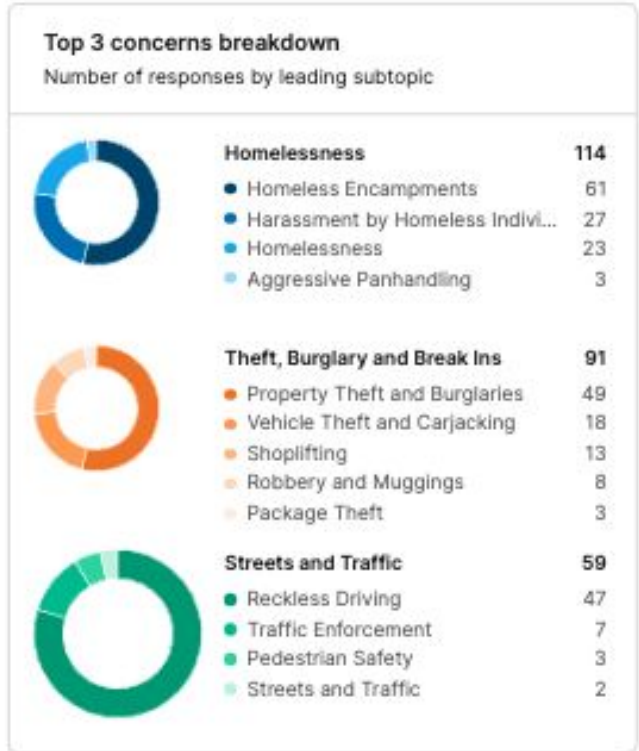 Top 3 concerns breakdown
Number of responses by leading subtopic
Homelessness 114
Homeless Encampments 61
Harassment by Homeless Indivi... 27
Homelessness 23
Aggressive Panhandling 3
Theft, Burglary and Break Ins 91
Property Theft and Burglaries 49
Vehicle Theft and Carjacking 18
Shoplifting 13
Robbery and Muggings 8
Package Theft 3
Streets and Traffic 59
Reckless Driving 47
Traffic Enforcement 7
Pedestrian Safety 3
Streets and Traffic 2